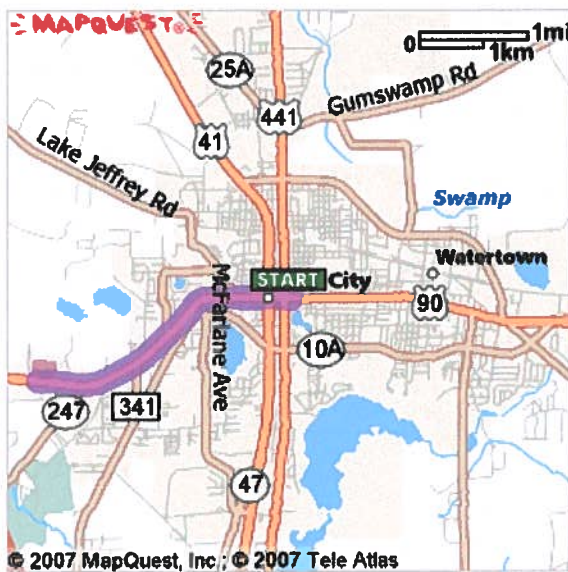 MAPQUEST®
0 1mi
1km
25A
Gumswamp Rd
441
41
Lake Jeffrey Rd
Swamp
Watertown
START City
90
McFarlane Ave
10A
247
341
47
© 2007 MapQuest, Inc.; © 2007 Tele Atlas